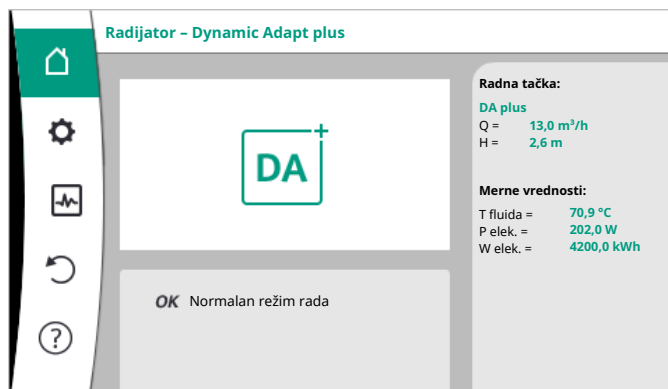 Radijator – Dynamic Adapt plus
DA
Radna tačka:
DA plus
Q = 13,0 m³/h
H = 2,6 m
Merne vrednosti:
T fluida = 70,9 °C
P elek. = 202,0 W
W elek. = 4200,0 kWh
OK Normalan režim rada
?